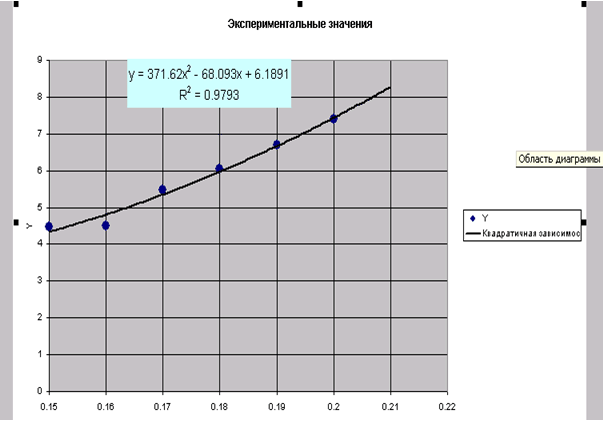 Экспериментальные значения
y = 371.62x² - 68.093x + 6.1891
R² = 0.9793
9
8
7
6
5
4
3
2
1
0
Y
0.15 0.16 0.17 0.18 0.19 0.2 0.21 0.22
Область диаграммы
Y
Квадратичная зависимос